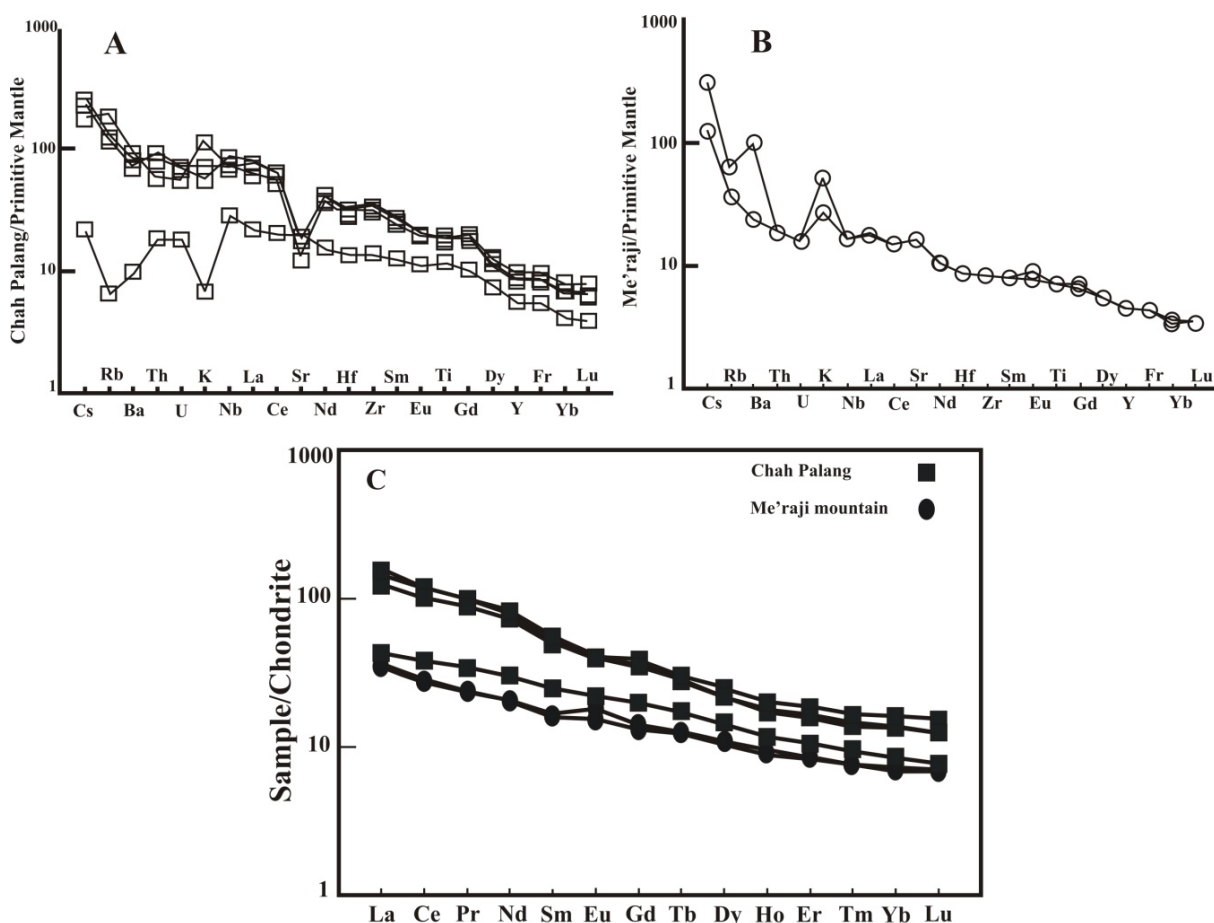 A
Chah Palang/Primitive Mantle
1000
100
10
1
Rb Th K La Sr Hf Sm Ti Dy Fr Lu
Cs Ba U Nb Ce Nd Zr Eu Gd Y Yb
B
Me'raji/Primitive Mantle
1000
100
10
1
Rb Th K La Sr Hf Sm Ti Dy Fr Lu
Cs Ba U Nb Ce Nd Zr Eu Gd Y Yb
C
Chah Palang
Me'raji mountain
Sample/Chondrite
1000
100
10
1
La Ce Pr Nd Sm Eu Gd Tb Dy Ho Er Tm Yb Lu